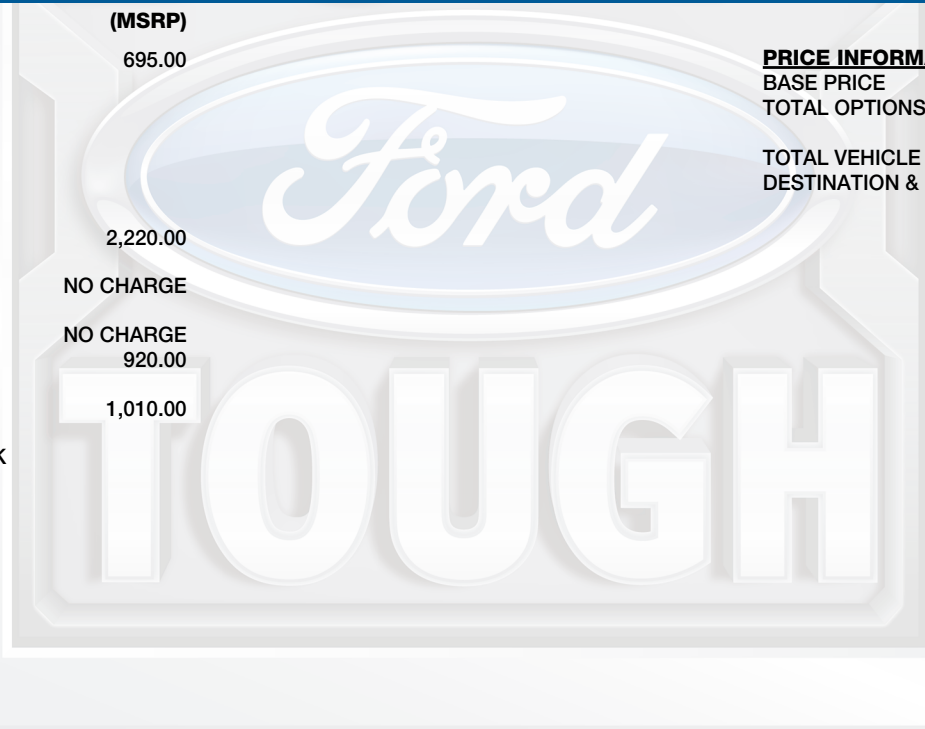 (MSRP)
695.00
2,220.00
NO CHARGE
NO CHARGE
920.00
1,010.00
K
PRICE INFORMA
BASE PRICE
TOTAL OPTIONS
TOTAL VEHICLE
DESTINATION &
Ford
TOUGH